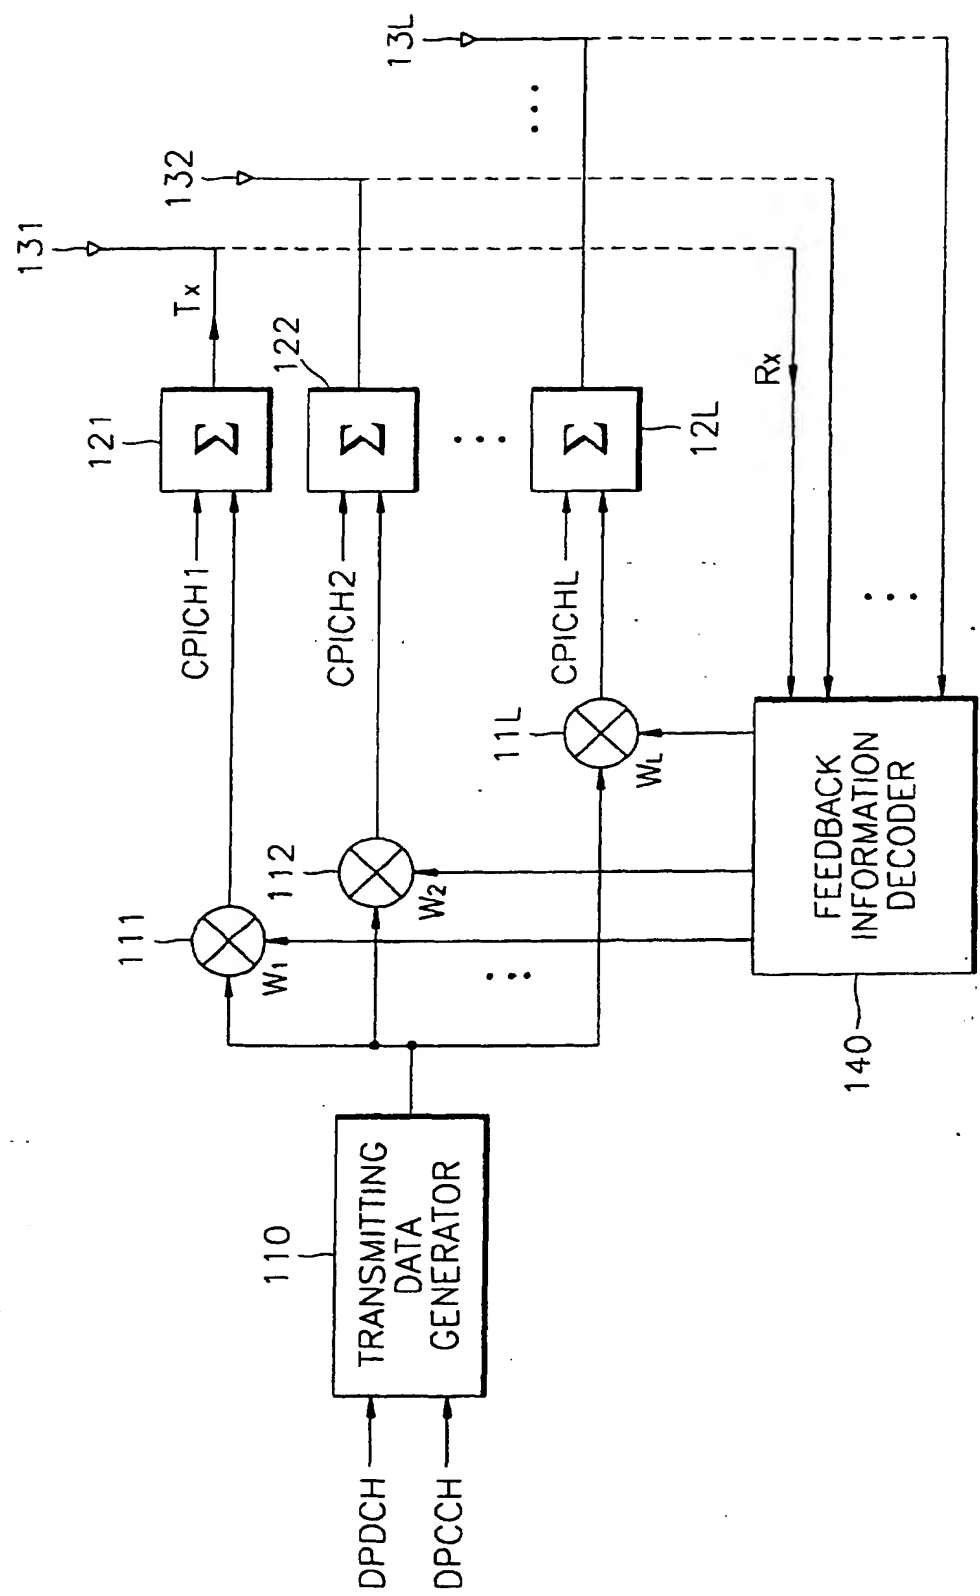 131
132
13L
Tx
121
Σ
122
Σ
12L
Σ
Rx
CPICH1
CPICH2
CPICHL
111
112
11L
W1
W2
WL
110
TRANSMITTING
DATA
GENERATOR
FEEDBACK
INFORMATION
DECODER
140
DPDCH
DPCCH